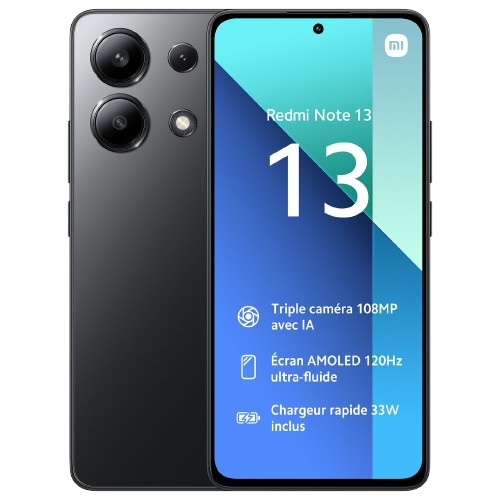 mi
Redmi Note 13
13
Triple caméra 108MP
avec IA
Écran AMOLED 120Hz
ultra-fluide
Chargeur rapide 33W
inclus